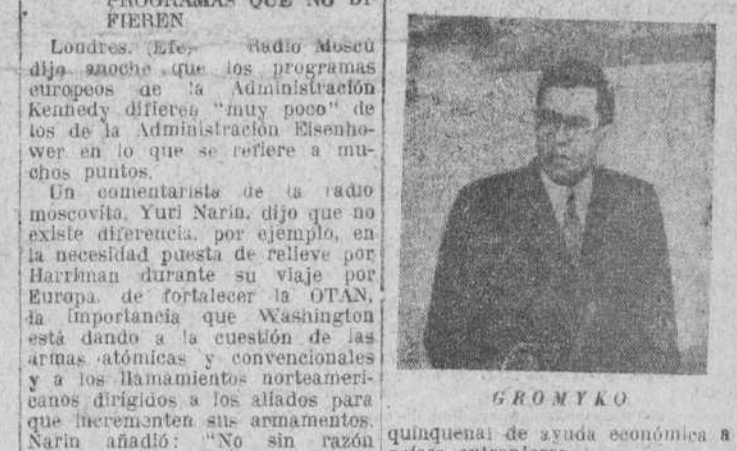 PROGRAMAS QUE NO DI-
FIEREN
Londres. (Efe).— Radio Moscú
dijo anoche que los programas
europeos de la Administración
Kennedy difieren "muy poco" de
los de la Administración Eisenho-
wer en lo que se refiere a mu-
chos puntos.
Un comentarista de la radio
moscovita, Yuri Narin, dijo que no
existe diferencia, por ejemplo, en
la necesidad puesta de relieve por
Harriman durante su viaje por
Europa, de fortalecer la OTAN,
la importancia que Washington
está dando a la cuestión de las
armas atómicas y convencionales
y a los llamamientos norteameri-
canos dirigidos a los aliados para
que incrementen sus armamentos.
Narin añadió: "No sin razón
GROMYKO
quinquenal de ayuda económica a